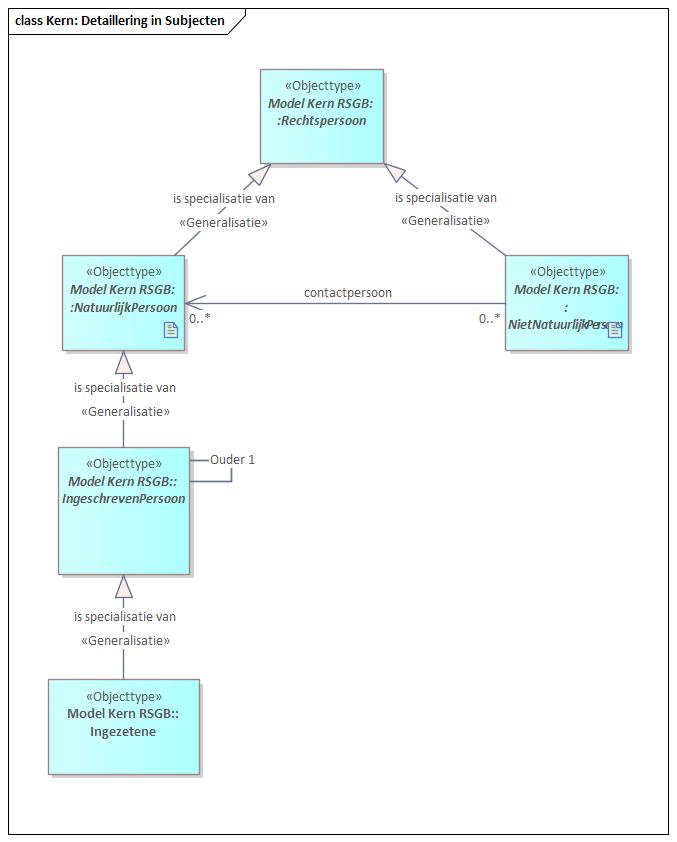 class Kern: Detaillering in Subjecten
«Objecttype»
Model Kern RSGB:
:Rechtspersoon
is specialisatie van
«Generalisatie»
is specialisatie van
«Generalisatie»
«Objecttype»
Model Kern RSGB:
:NatuurlijkPersoon
contactpersoon
0..*
0..*
«Objecttype»
Model Kern RSGB:
:
NietNatuurlijkPersoon
is specialisatie van
«Generalisatie»
«Objecttype»
Model Kern RSGB::
IngeschrevenPersoon
Ouder 1
is specialisatie van
«Generalisatie»
«Objecttype»
Model Kern RSGB::
Ingezetene